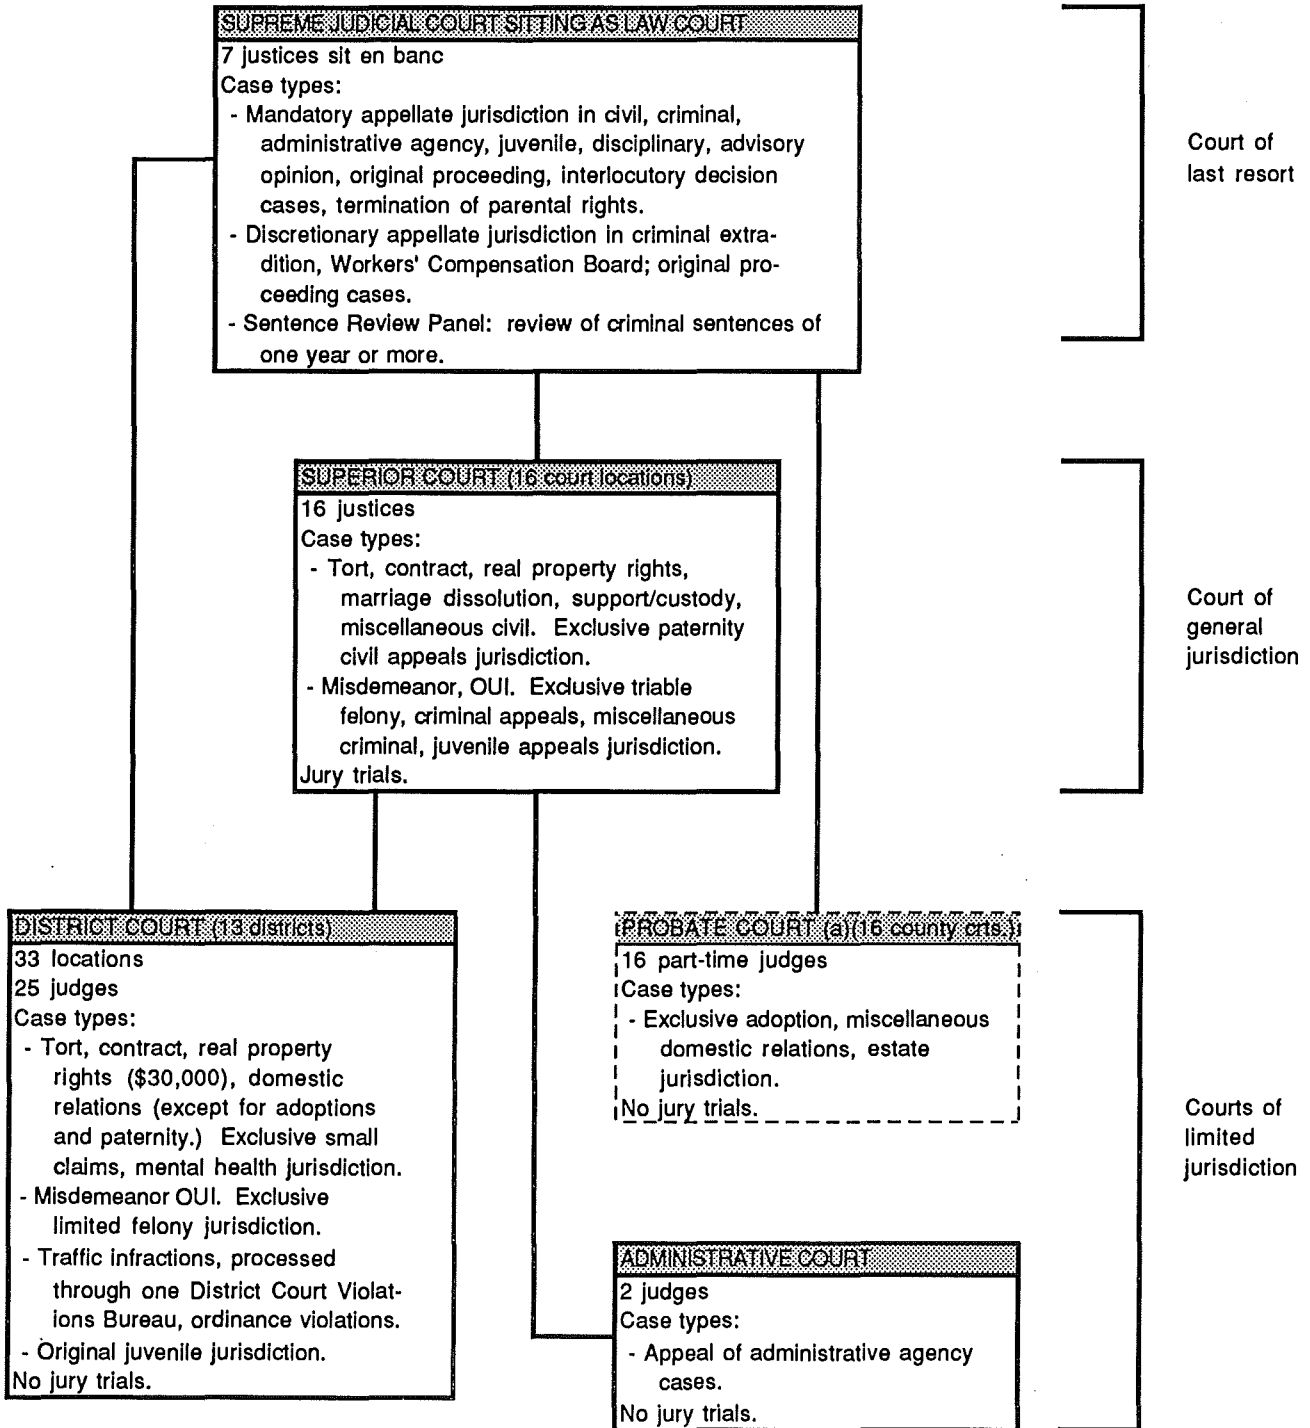 SUPREME JUDICIAL COURT SITTING AS LAW COURT
7 justices sit en banc
Case types:
- Mandatory appellate jurisdiction in civil, criminal,
administrative agency, juvenile, disciplinary, advisory
opinion, original proceeding, interlocutory decision
cases, termination of parental rights.
- Discretionary appellate jurisdiction in criminal extra-
dition, Workers' Compensation Board; original pro-
ceeding cases.
- Sentence Review Panel: review of criminal sentences of
one year or more.
Court of
last resort
SUPERIOR COURT (16 court locations)
16 justices
Case types:
- Tort, contract, real property rights,
marriage dissolution, support/custody,
miscellaneous civil. Exclusive paternity
civil appeals jurisdiction.
- Misdemeanor, OUI. Exclusive triable
felony, criminal appeals, miscellaneous
criminal, juvenile appeals jurisdiction.
Jury trials.
Court of
general
jurisdiction
DISTRICT COURT (13 districts)
33 locations
25 judges
Case types:
- Tort, contract, real property
rights ($30,000), domestic
relations (except for adoptions
and paternity.) Exclusive small
claims, mental health jurisdiction.
- Misdemeanor OUI. Exclusive
limited felony jurisdiction.
- Traffic infractions, processed
through one District Court Violat-
ions Bureau, ordinance violations.
- Original juvenile jurisdiction.
No jury trials.
PROBATE COURT (a)(16 county crts.)
16 part-time judges
Case types:
- Exclusive adoption, miscellaneous
domestic relations, estate
jurisdiction.
No jury trials.
ADMINISTRATIVE COURT
2 judges
Case types:
- Appeal of administrative agency
cases.
No jury trials.
Courts of
limited
jurisdiction